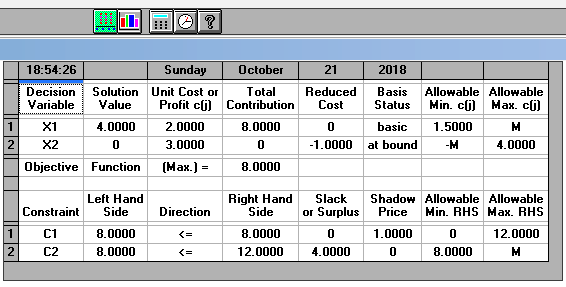 ?
18:54:26 Sunday October 21 2018
Decision Solution Unit Cost or Total Reduced Basis Allowable Allowable
Variable Value Profit c(j) Contribution Cost Status Min. c(j) Max. c(j)
1 X1 4.0000 2.0000 8.0000 0 basic 1.5000 M
2 X2 0 3.0000 0 -1.0000 at bound -M 4.0000
Objective Function (Max.) = 8.0000
Left Hand Right Hand Slack Shadow Allowable Allowable
Constraint Side Direction Side or Surplus Price Min. RHS Max. RHS
1 C1 8.0000 <= 8.0000 0 1.0000 0 12.0000
2 C2 8.0000 <= 12.0000 4.0000 0 8.0000 M